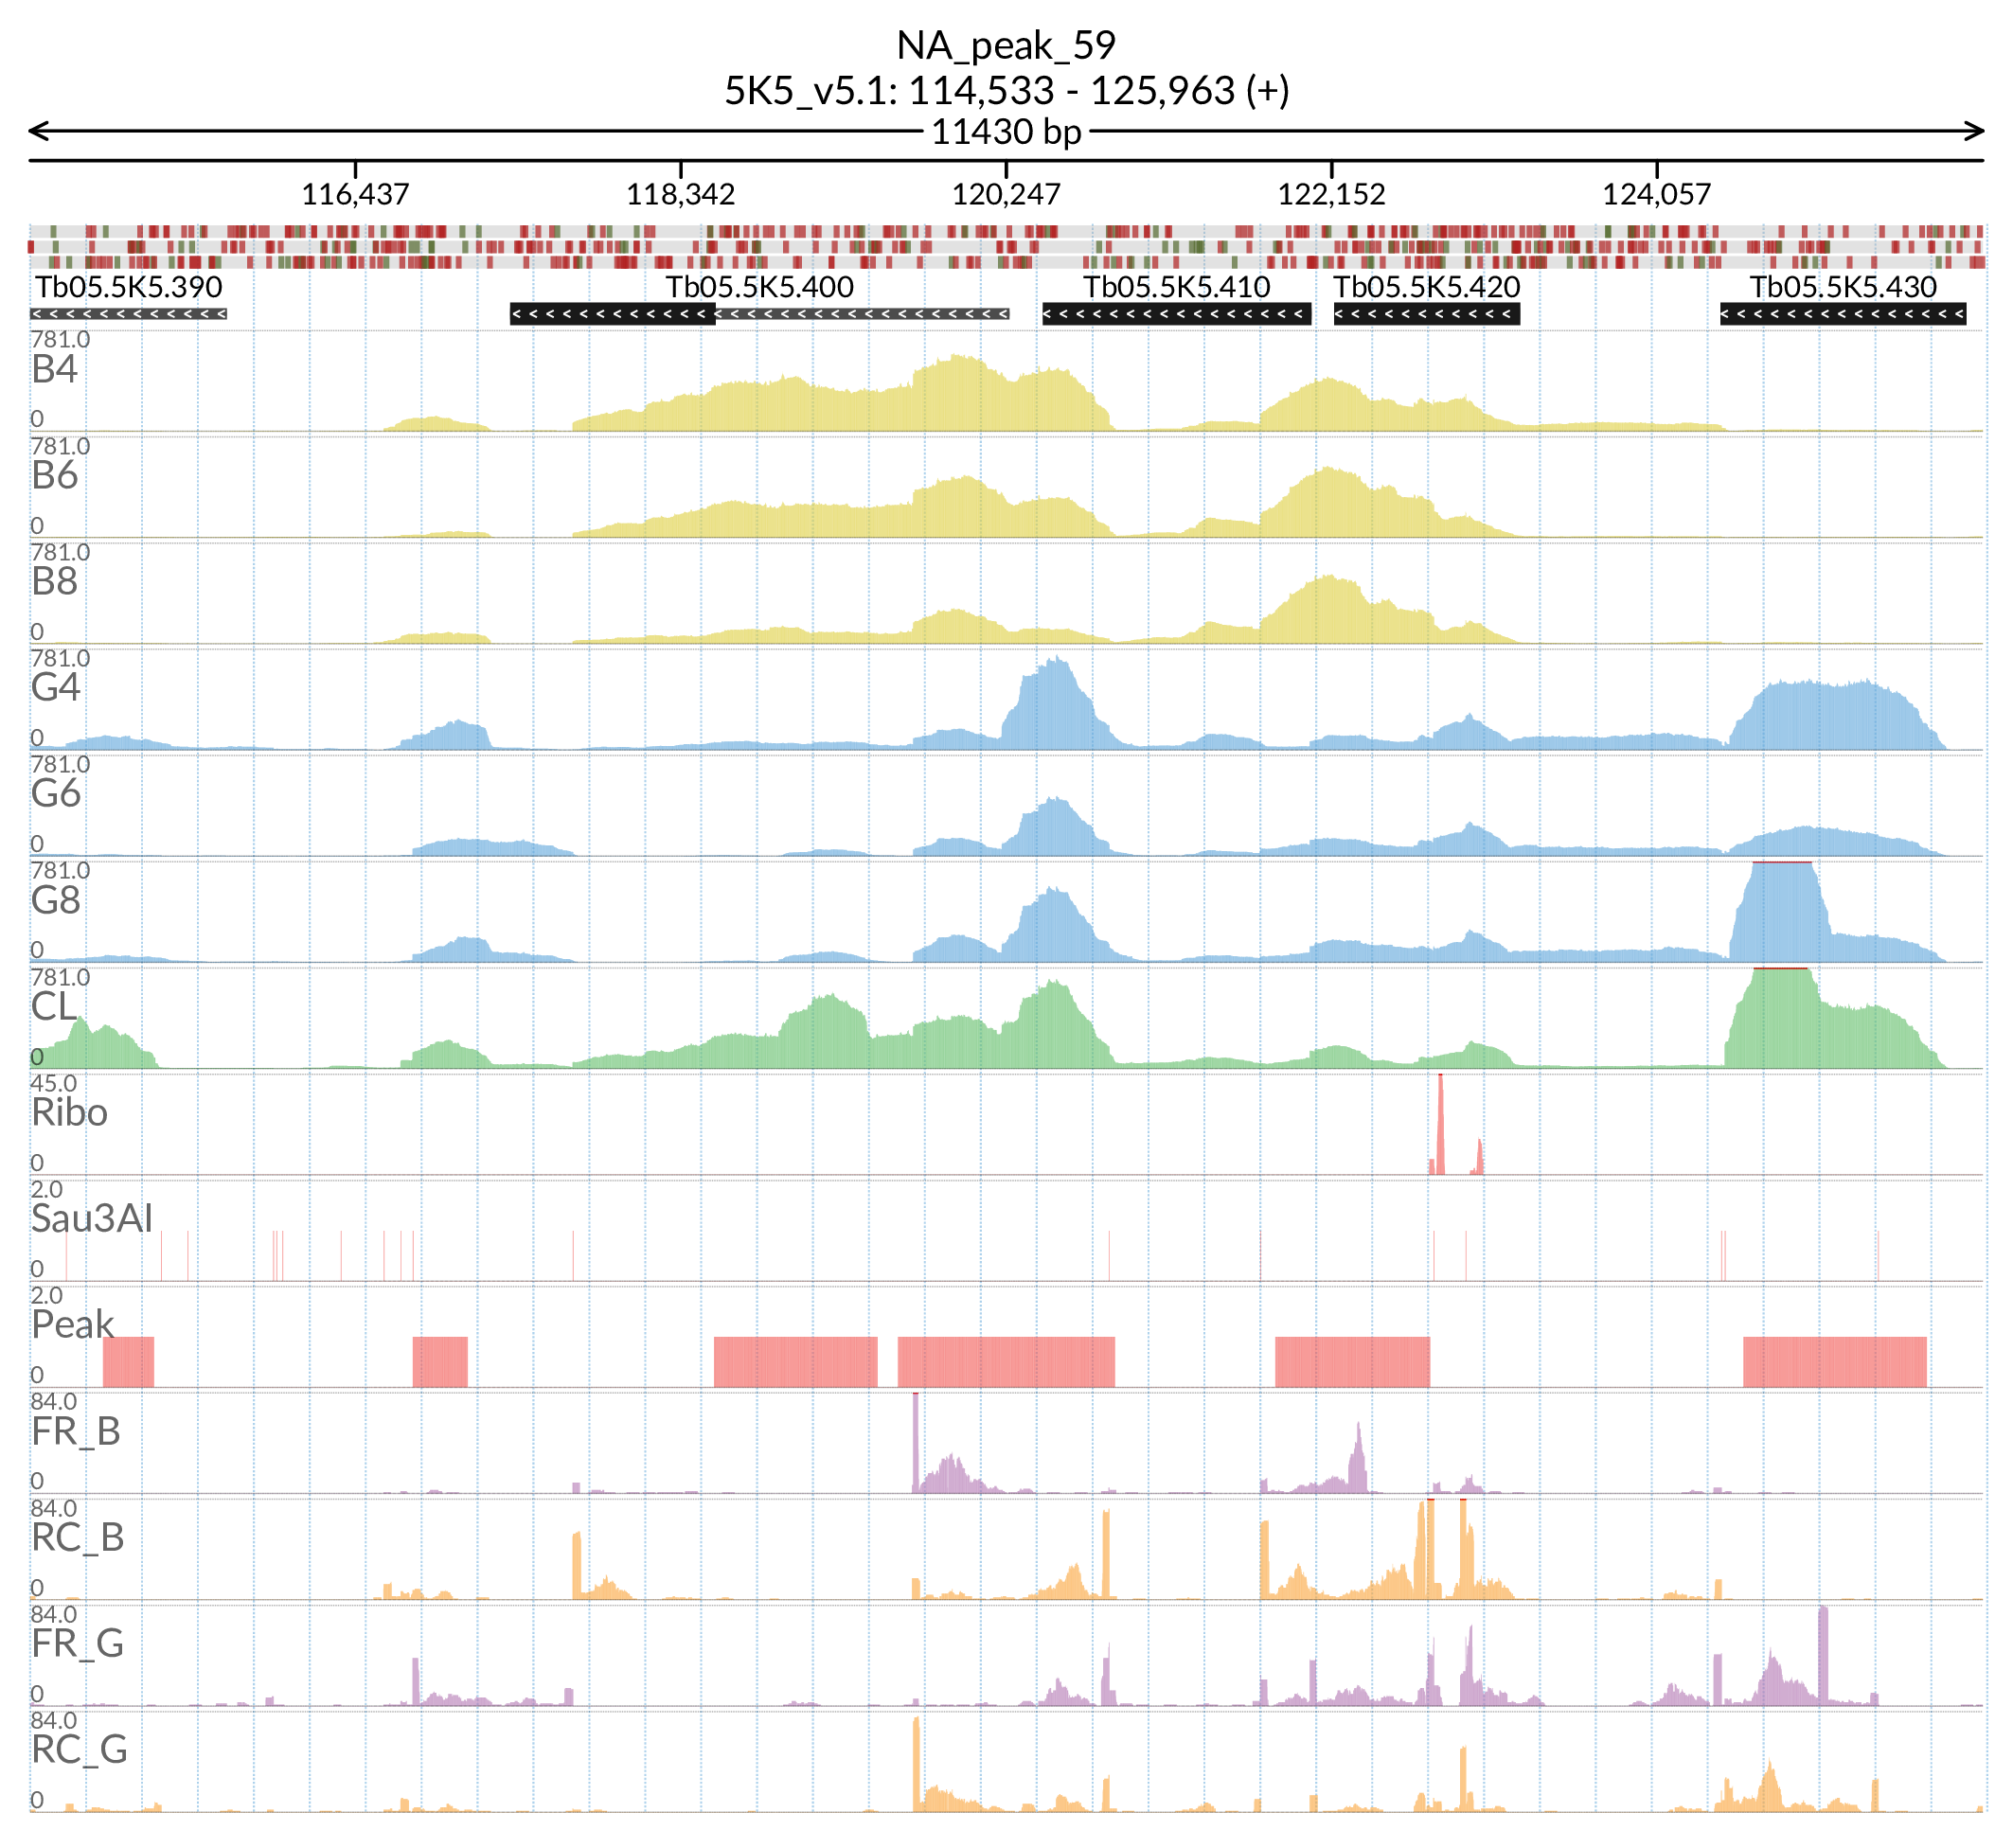 NA_peak_59
5K5_v5.1: 114,533 - 125,963 (+)
11430 bp
116,437 118,342 120,247 122,152 124,057
Tb05.5K5.390 Tb05.5K5.400 Tb05.5K5.410 Tb05.5K5.420 Tb05.5K5.430
781.0
B4
0
781.0
B6
0
781.0
B8
0
781.0
G4
0
781.0
G6
0
781.0
G8
0
781.0
CL
0
45.0
Ribo
0
2.0
Sau3AI
0
2.0
Peak
0
84.0
FR_B
0
84.0
RC_B
0
84.0
FR_G
0
84.0
RC_G
0